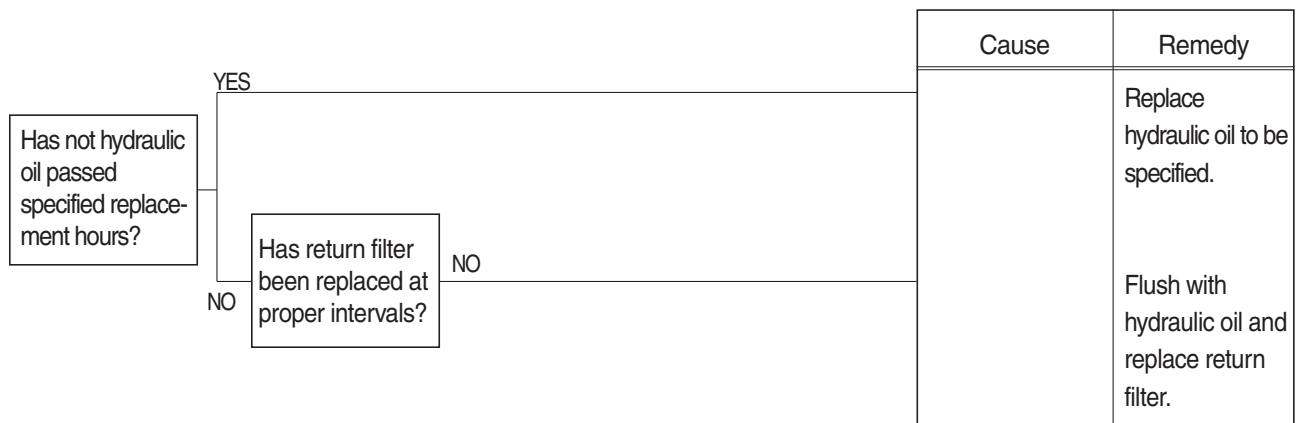 Cause
Remedy
YES
Replace
hydraulic oil to be
specified.
Has not hydraulic
oil passed
specified replace-
ment hours?
Has return filter
been replaced at
proper intervals?
NO
NO
Flush with
hydraulic oil and
replace return
filter.